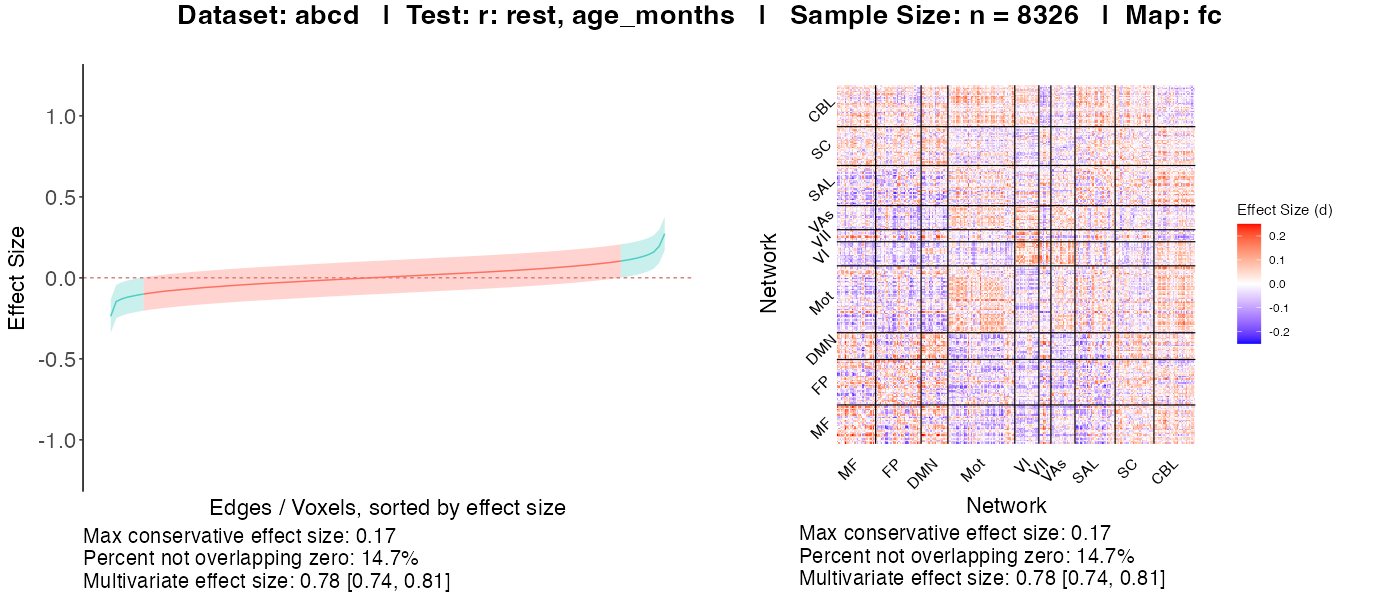 Dataset: abcd | Test: r: rest, age_months | Sample Size: n = 8326 | Map: fc
Effect Size
1.0
0.5
0.0
-0.5
-1.0
Edges / Voxels, sorted by effect size
Max conservative effect size: 0.17
Percent not overlapping zero: 14.7%
Multivariate effect size: 0.78 [0.74, 0.81]
Network
CBL
SC
SAL
VAs
VII
VI
Mot
DMN
FP
MF
MF
FP
DMN
Mot
VI
VII
VAs
SAL
SC
CBL
Network
Max conservative effect size: 0.17
Percent not overlapping zero: 14.7%
Multivariate effect size: 0.78 [0.74, 0.81]
Effect Size (d)
0.2
0.1
0.0
-0.1
-0.2